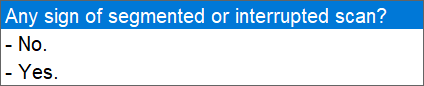 Any sign of segmented or interrupted scan?
- No.
- Yes.